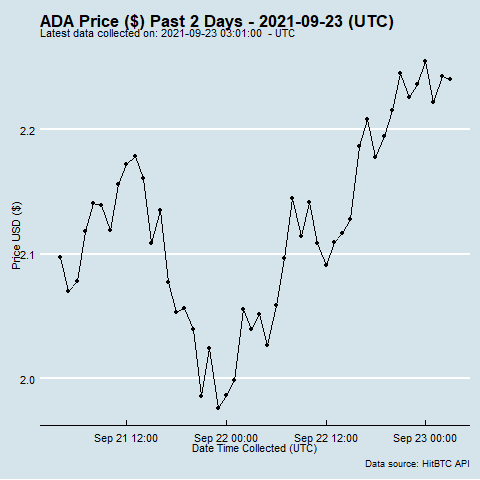 ADA Price ($) Past 2 Days - 2021-09-23 (UTC)
Latest data collected on: 2021-09-23 03:01:00 - UTC
2.2
2.1
2.0
Price USD ($)
Sep 21 12:00
Sep 22 00:00
Sep 22 12:00
Sep 23 00:00
Date Time Collected (UTC)
Data source: HitBTC API